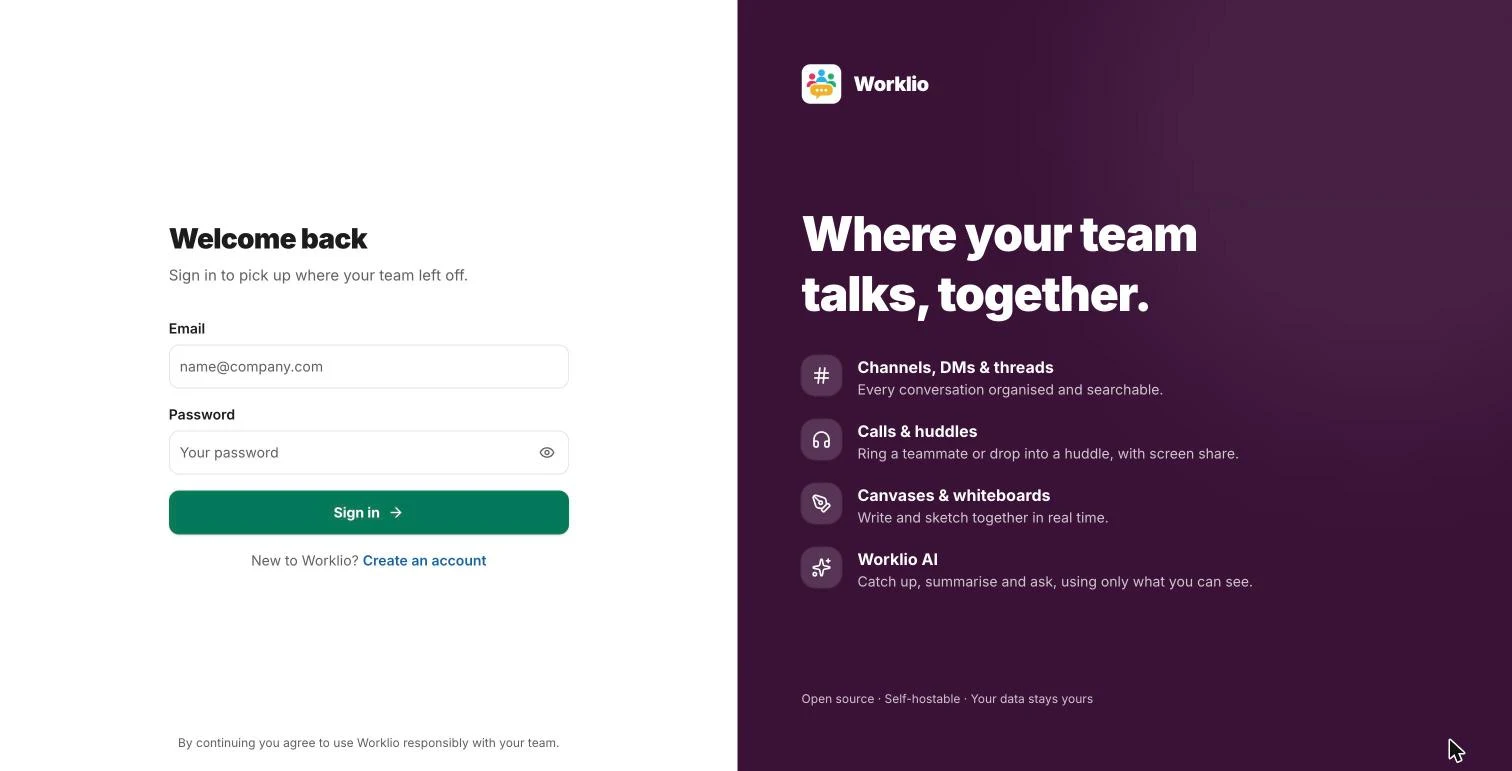 Welcome back
Sign in to pick up where your team left off.
Email
name@company.com
Password
Your password
Sign in →
New to Worklio? Create an account
By continuing you agree to use Worklio responsibly with your team.
Worklio
Where your team
talks, together.
Channels, DMs & threads
Every conversation organised and searchable.
Calls & huddles
Ring a teammate or drop into a huddle, with screen share.
Canvases & whiteboards
Write and sketch together in real time.
Worklio AI
Catch up, summarise and ask, using only what you can see.
Open source · Self-hostable · Your data stays yours